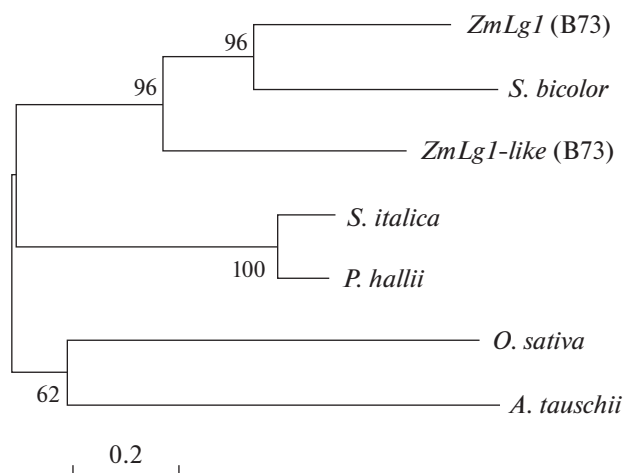 ZmLg1 (B73)
96
S. bicolor
96
ZmLg1-like (B73)
S. italica
100
P. hallii
O. sativa
62
A. tauschii
0.2